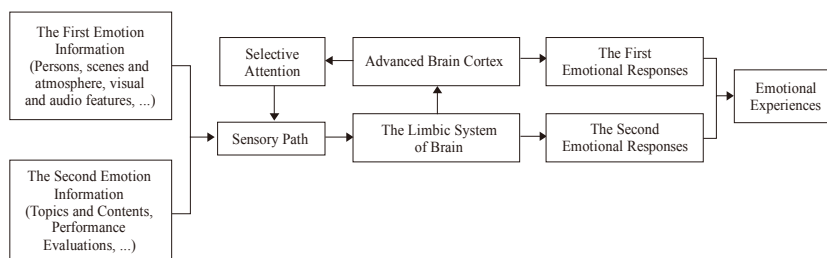 The First Emotion
Information
(Persons, scenes and
atmosphere, visual
and audio features, ...)
The Second Emotion
Information
(Topics and Contents,
Performance
Evaluations, ...)
Selective
Attention
Sensory Path
Advanced Brain Cortex
The Limbic System
of Brain
The First
Emotional Responses
The Second
Emotional Responses
Emotional
Experiences